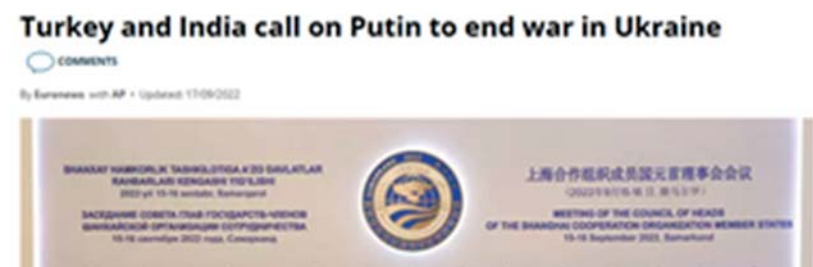 Turkey and India call on Putin to end war in Ukraine
COMMENTS
By Euronews with AP • Updated: 17/09/2022
SHANXAY HAMKORLIK TASHKILOTIGA A'ZO DAVLATLAR
RAHBARLARI KENGASHI YIG'ILISHI
2022-yil 15-16 sentabr, Samarqand
ЗАСЕДАНИЕ СОВЕТА ГЛАВ ГОСУДАРСТВ-ЧЛЕНОВ
ШАНХАЙСКОЙ ОРГАНИЗАЦИИ СОТРУДНИЧЕСТВА
15-16 сентября 2022 года, Самарканд
上海合作组织成员国元首理事会会议
MEETING OF THE COUNCIL OF HEADS
OF THE SHANGHAI COOPERATION ORGANIZATION MEMBER STATES
15-16 September 2022, Samarkand